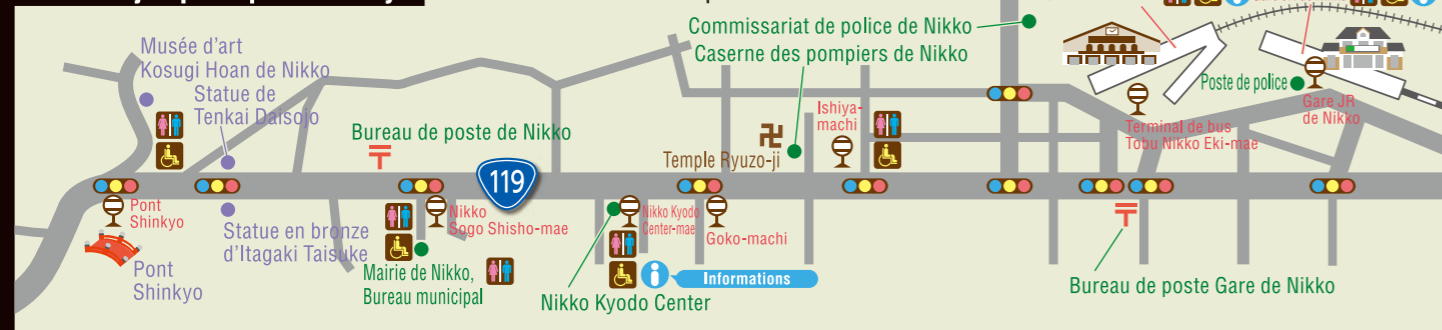 Musée d'art
Kosugi Hoan de Nikko
Statue de
Tenkai Daisojo
Bureau de poste de Nikko
Commissariat de police de Nikko
Caserne des pompiers de Nikko
Temple Ryuzo-ji
Ishiya-
machi
Poste de police
Gare JR
de Nikko
Terminal de bus
Tobu Nikko Eki-mae
119
Pont
Shinkyo
Pont
Shinkyo
Statue en bronze
d'Itagaki Taisuke
Nikko
Sogo Shisho-mae
Mairie de Nikko,
Bureau municipal
Nikko Kyodo
Center-mae
Goko-machi
Informations
Nikko Kyodo Center
Bureau de poste Gare de Nikko